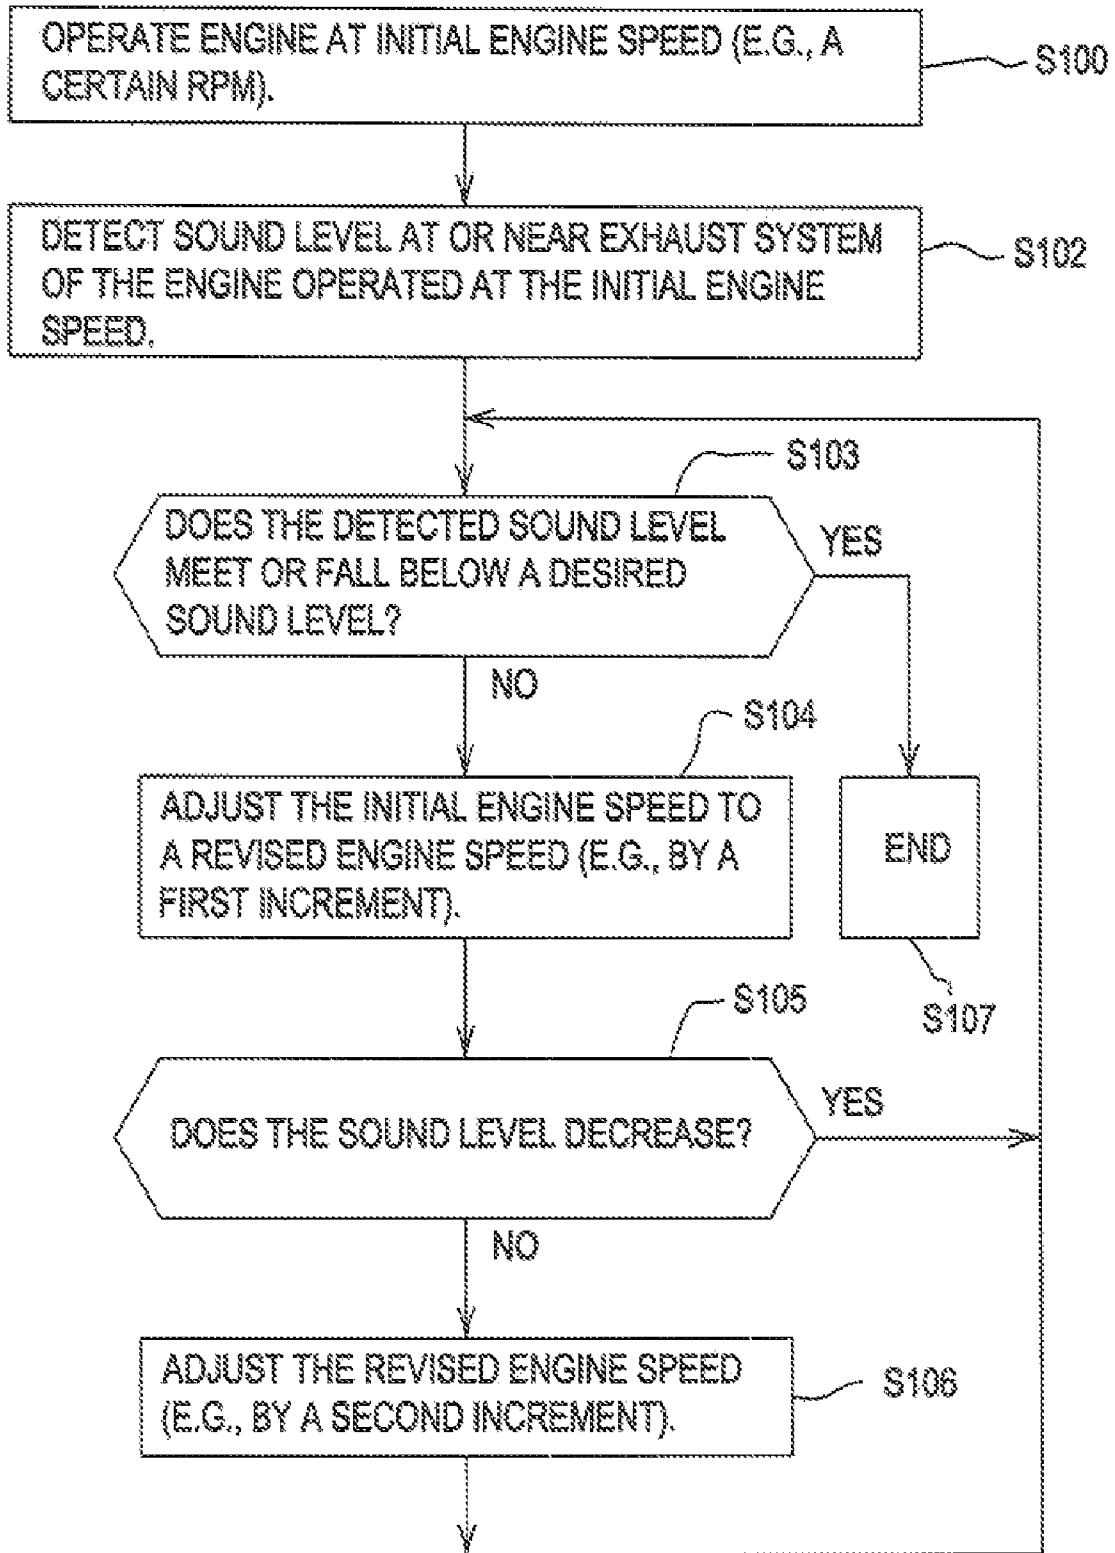 OPERATE ENGINE AT INITIAL ENGINE SPEED (E.G., A
CERTAIN RPM).
S100
DETECT SOUND LEVEL AT OR NEAR EXHAUST SYSTEM
OF THE ENGINE OPERATED AT THE INITIAL ENGINE
SPEED.
S102
S103
DOES THE DETECTED SOUND LEVEL
MEET OR FALL BELOW A DESIRED
SOUND LEVEL?
YES
NO
S104
ADJUST THE INITIAL ENGINE SPEED TO
A REVISED ENGINE SPEED (E.G., BY A
FIRST INCREMENT).
END
S107
S105
DOES THE SOUND LEVEL DECREASE?
YES
NO
ADJUST THE REVISED ENGINE SPEED
(E.G., BY A SECOND INCREMENT).
S106